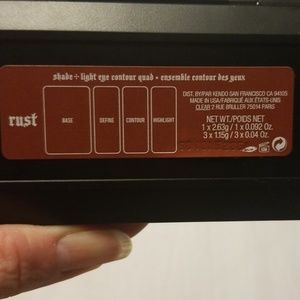 shade + light eye contour quad • ensemble contour des yeux
rust
BASE
DEFINE
CONTOUR
HIGHLIGHT
DIST. BY/PAR KENDO SAN FRANCISCO CA 94105
MADE IN USA/FABRIQUÉ AUX ÉTATS-UNIS
CLEAR 2 RUE BRULLER 75014 PARIS
NET WT./POIDS NET
1 x 2.63g / 1 x 0.092 Oz.
3 x 1.15g / 3 x 0.04 Oz.